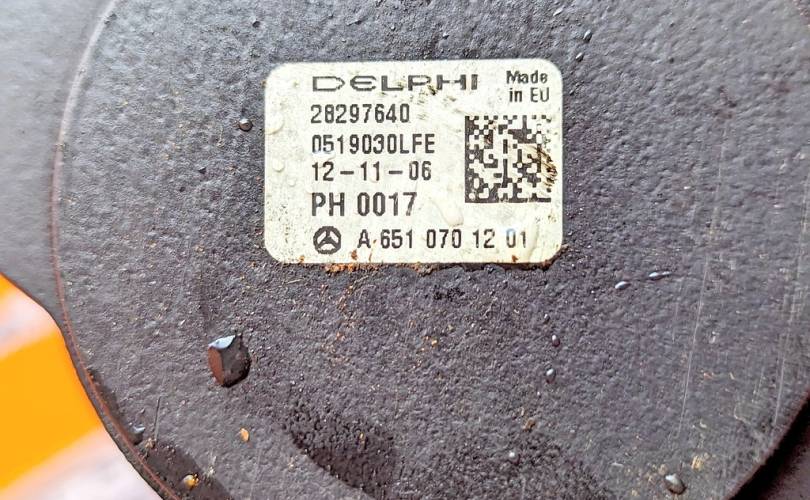 DELPHI
Made
in EU
28297640
0519030LFE
12-11-06
PH 0017
A 651 070 12 01